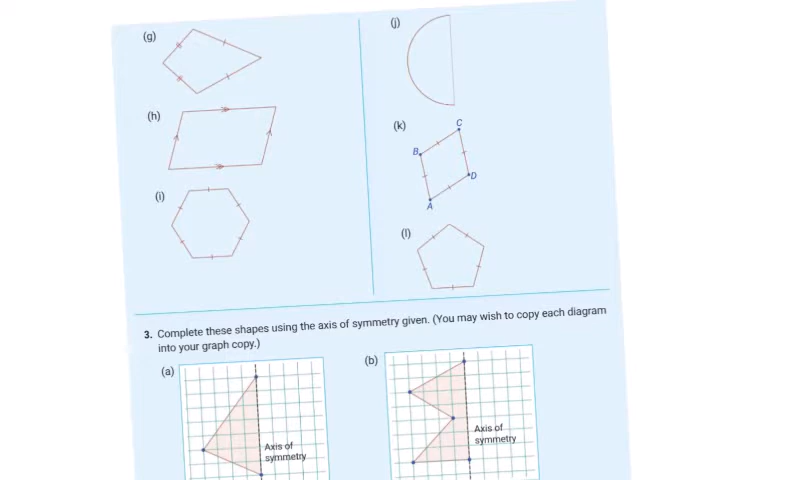 (g)
(h)
(i)
(j)
(k)
C
B
D
A
(l)
3. Complete these shapes using the axis of symmetry given. (You may wish to copy each diagram
into your graph copy.)
(a)
Axis of
symmetry
(b)
Axis of
symmetry